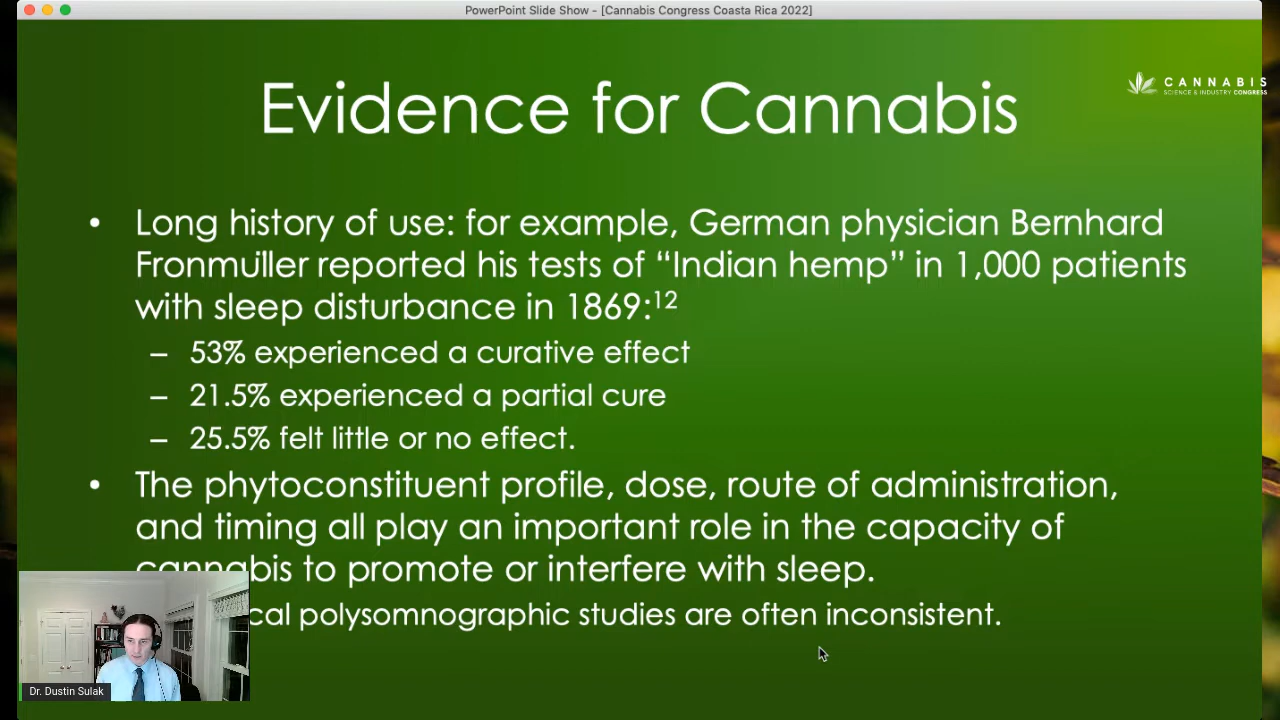 PowerPoint Slide Show - [Cannabis Congress Coasta Rica 2022]
CANNABIS
SCIENCE & INDUSTRY CONGRESS
Evidence for Cannabis
• Long history of use: for example, German physician Bernhard
Fronmüller reported his tests of “Indian hemp” in 1,000 patients
with sleep disturbance in 1869:¹²
– 53% experienced a curative effect
– 21.5% experienced a partial cure
– 25.5% felt little or no effect.
• The phytoconstituent profile, dose, route of administration,
and timing all play an important role in the capacity of
cannabis to promote or interfere with sleep.
polysomnographic studies are often inconsistent.
Dr. Dustin Sulak